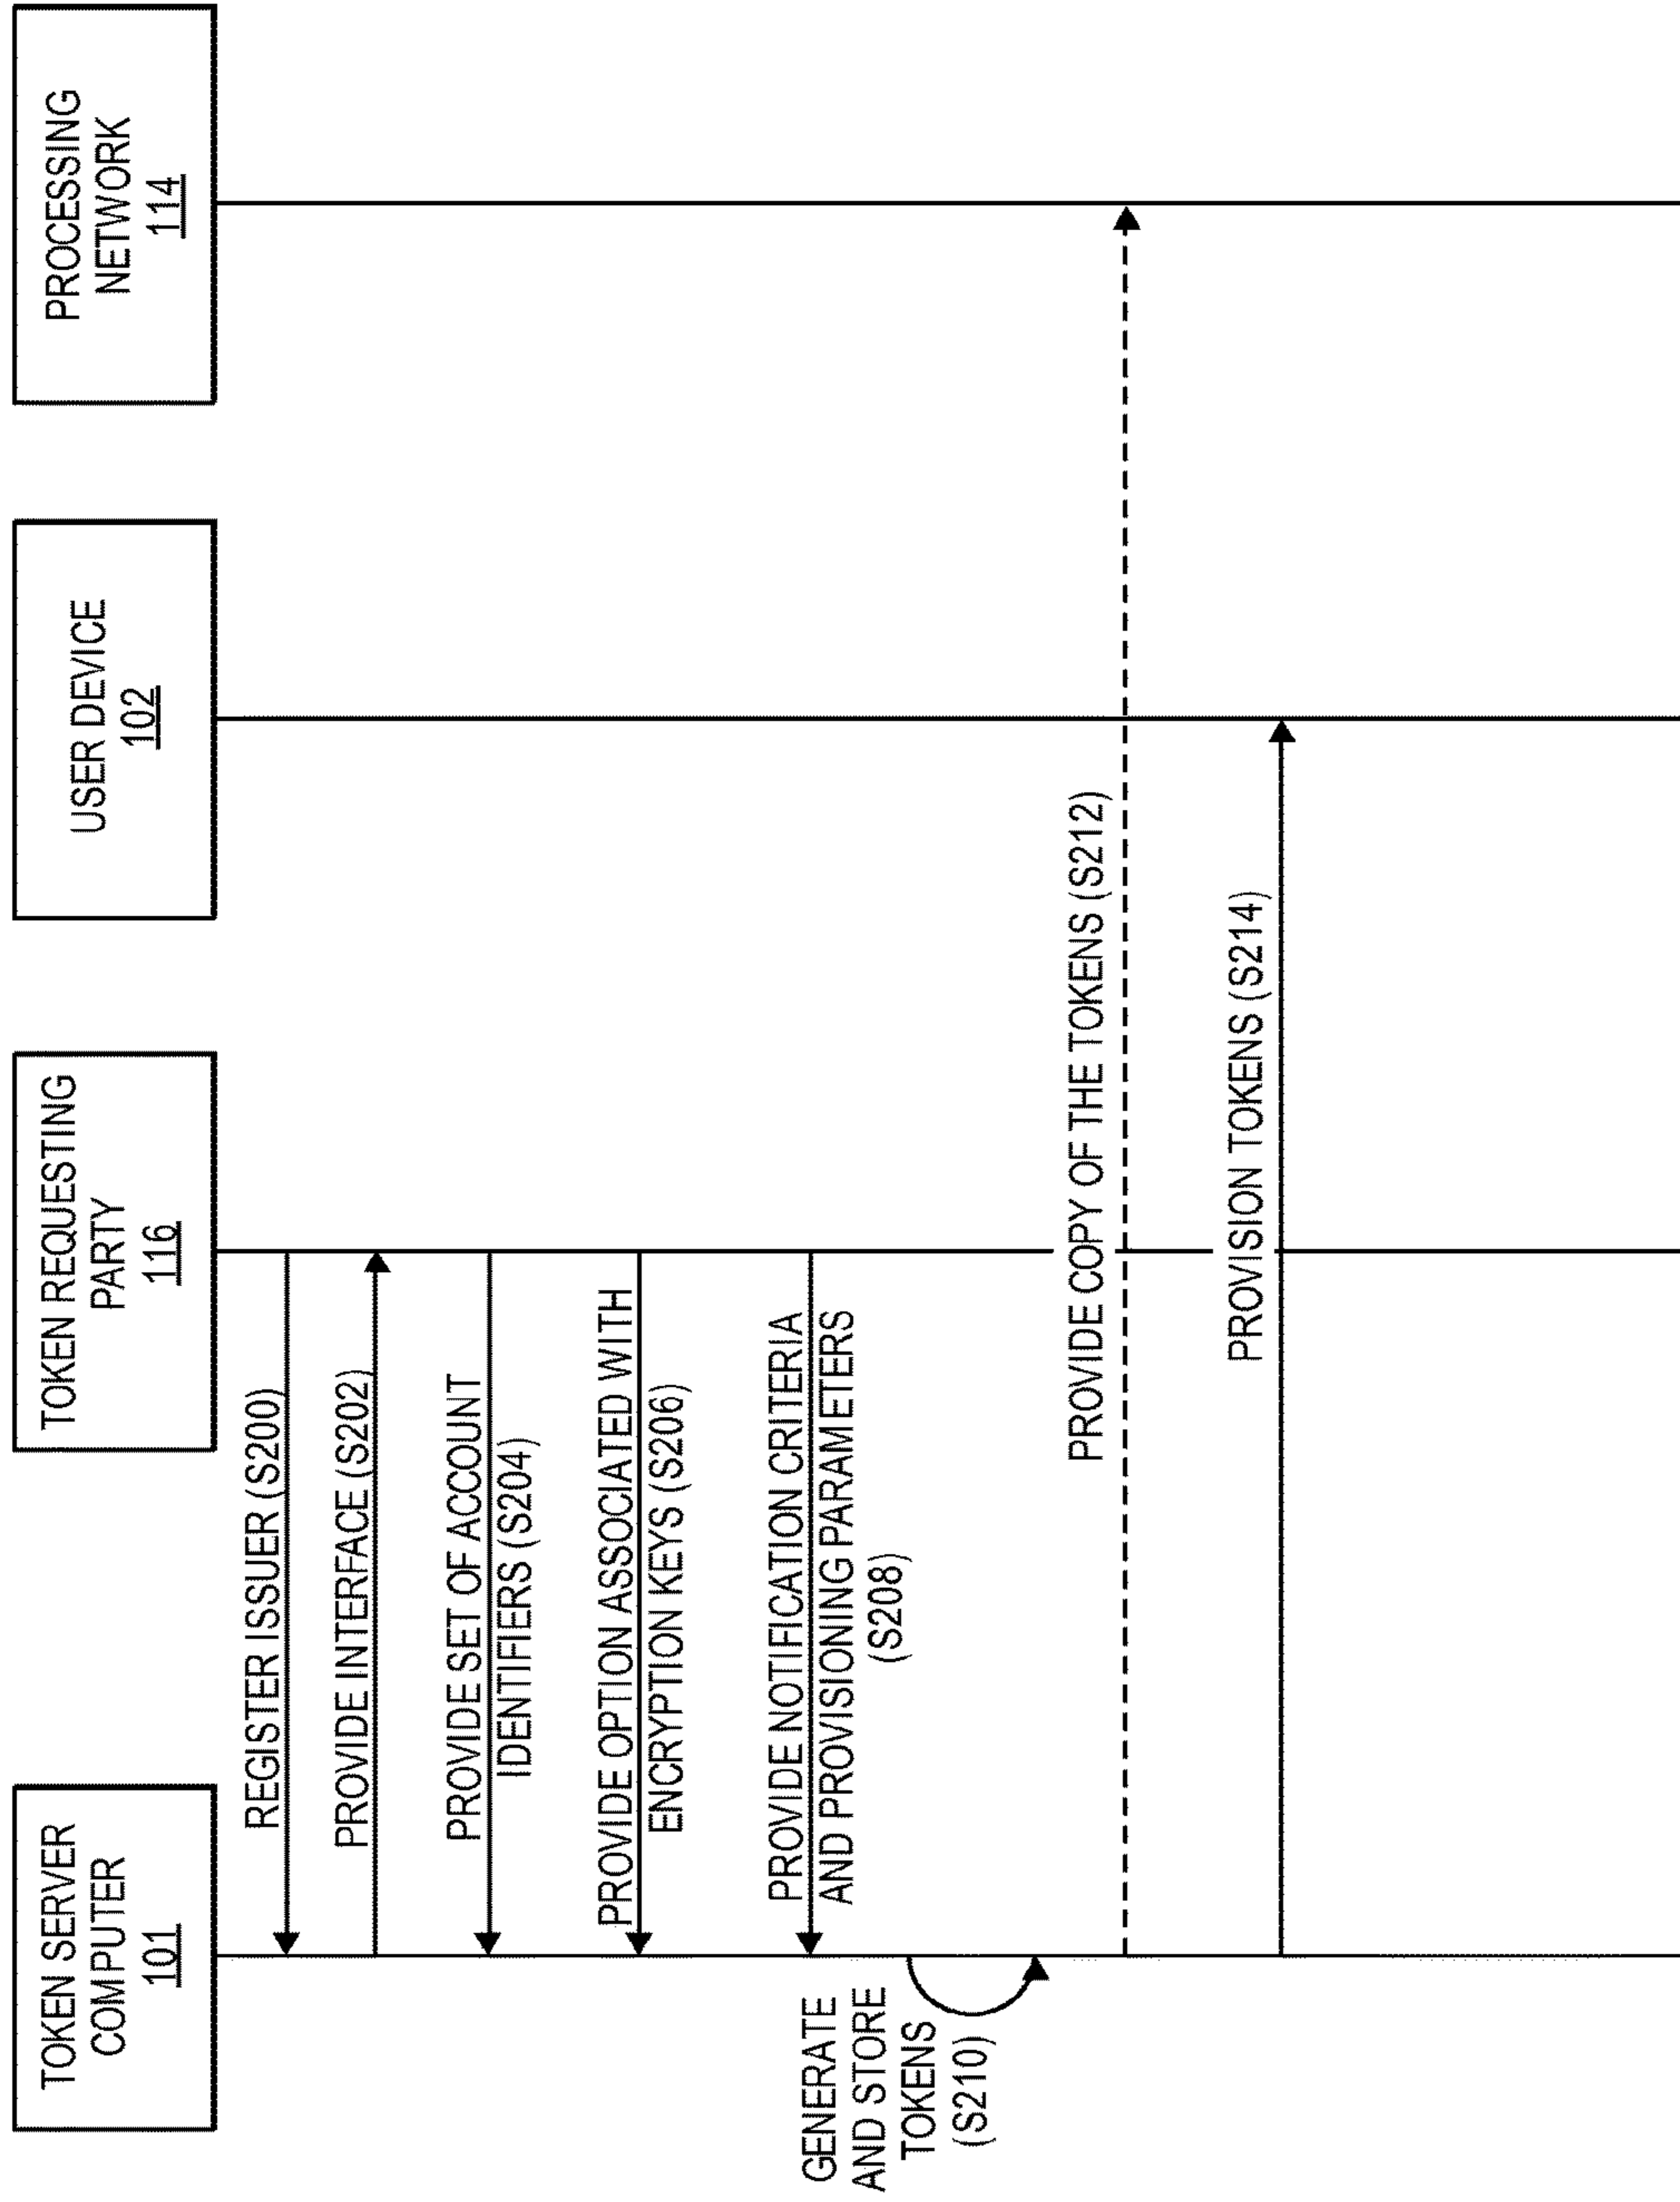 TOKEN SERVER
COMPUTER
101
TOKEN REQUESTING
PARTY
116
USER DEVICE
102
PROCESSING
NETWORK
114
REGISTER ISSUER (S200)
PROVIDE INTERFACE (S202)
PROVIDE SET OF ACCOUNT
IDENTIFIERS (S204)
PROVIDE OPTION ASSOCIATED WITH
ENCRYPTION KEYS (S206)
PROVIDE NOTIFICATION CRITERIA
AND PROVISIONING PARAMETERS
(S208)
GENERATE
AND STORE
TOKENS
(S210)
PROVIDE COPY OF THE TOKENS (S212)
PROVISION TOKENS (S214)